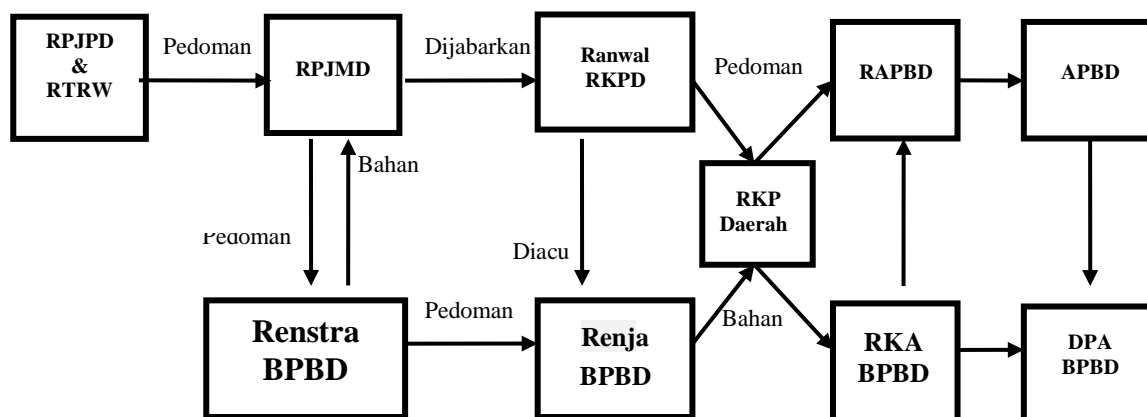 RPJPD
&
RTRW
Pedoman
RPJMD
Dijabarkan
Ranwal
RKPD
Pedoman
RAPBD
APBD
Bahan
RKP
Daerah
Pedoman
Diacu
Renstra
BPBD
Pedoman
Renja
BPBD
Bahan
RKA
BPBD
DPA
BPBD